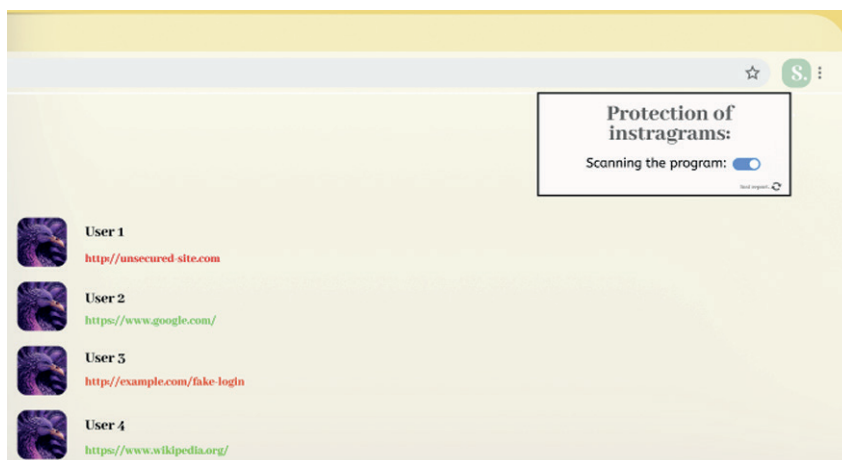 S.
Protection of
instragrams:
Scanning the program:
User 1
http://unsecured-site.com
User 2
https://www.google.com/
User 3
http://example.com/fake-login
User 4
https://www.wikipedia.org/